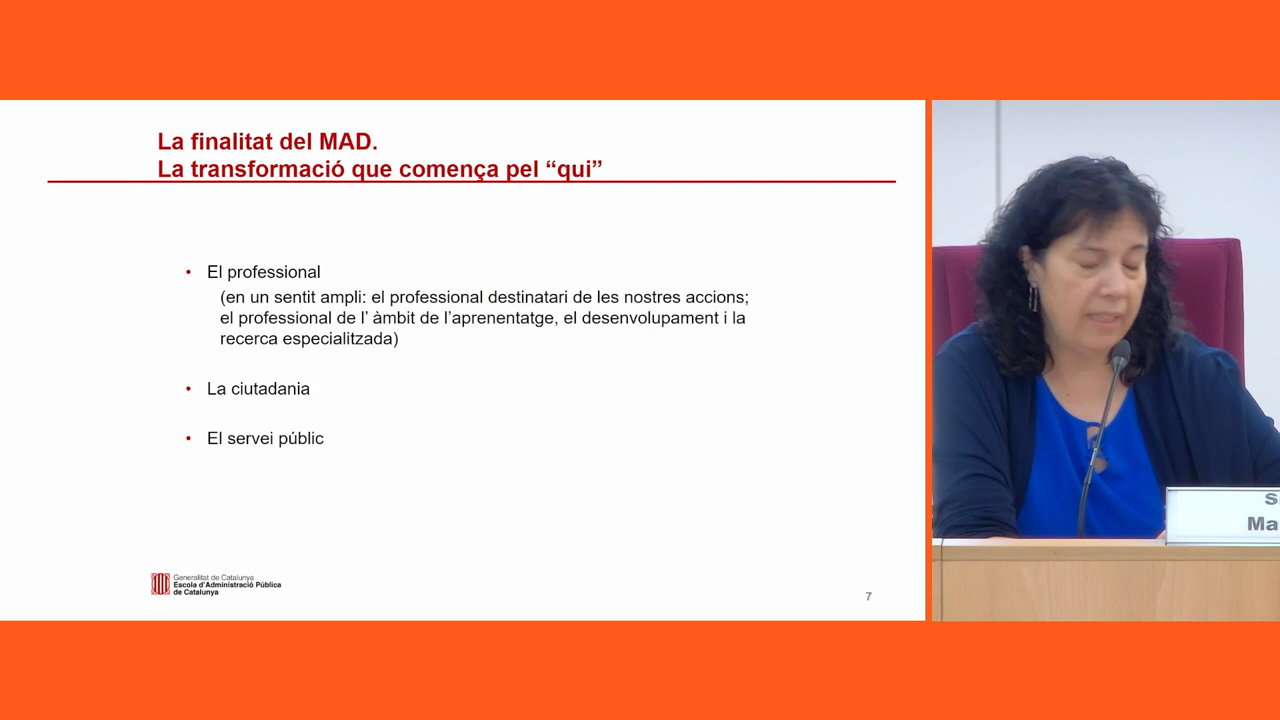 La finalitat del MAD.
La transformació que comença pel “qui”
• El professional
(en un sentit ampli: el professional destinatari de les nostres accions;
el professional de l’ àmbit de l’aprenentatge, el desenvolupament i la
recerca especialitzada)
• La ciutadania
• El servei públic
Generalitat de Catalunya
Escola d’Administració Pública
de Catalunya
7